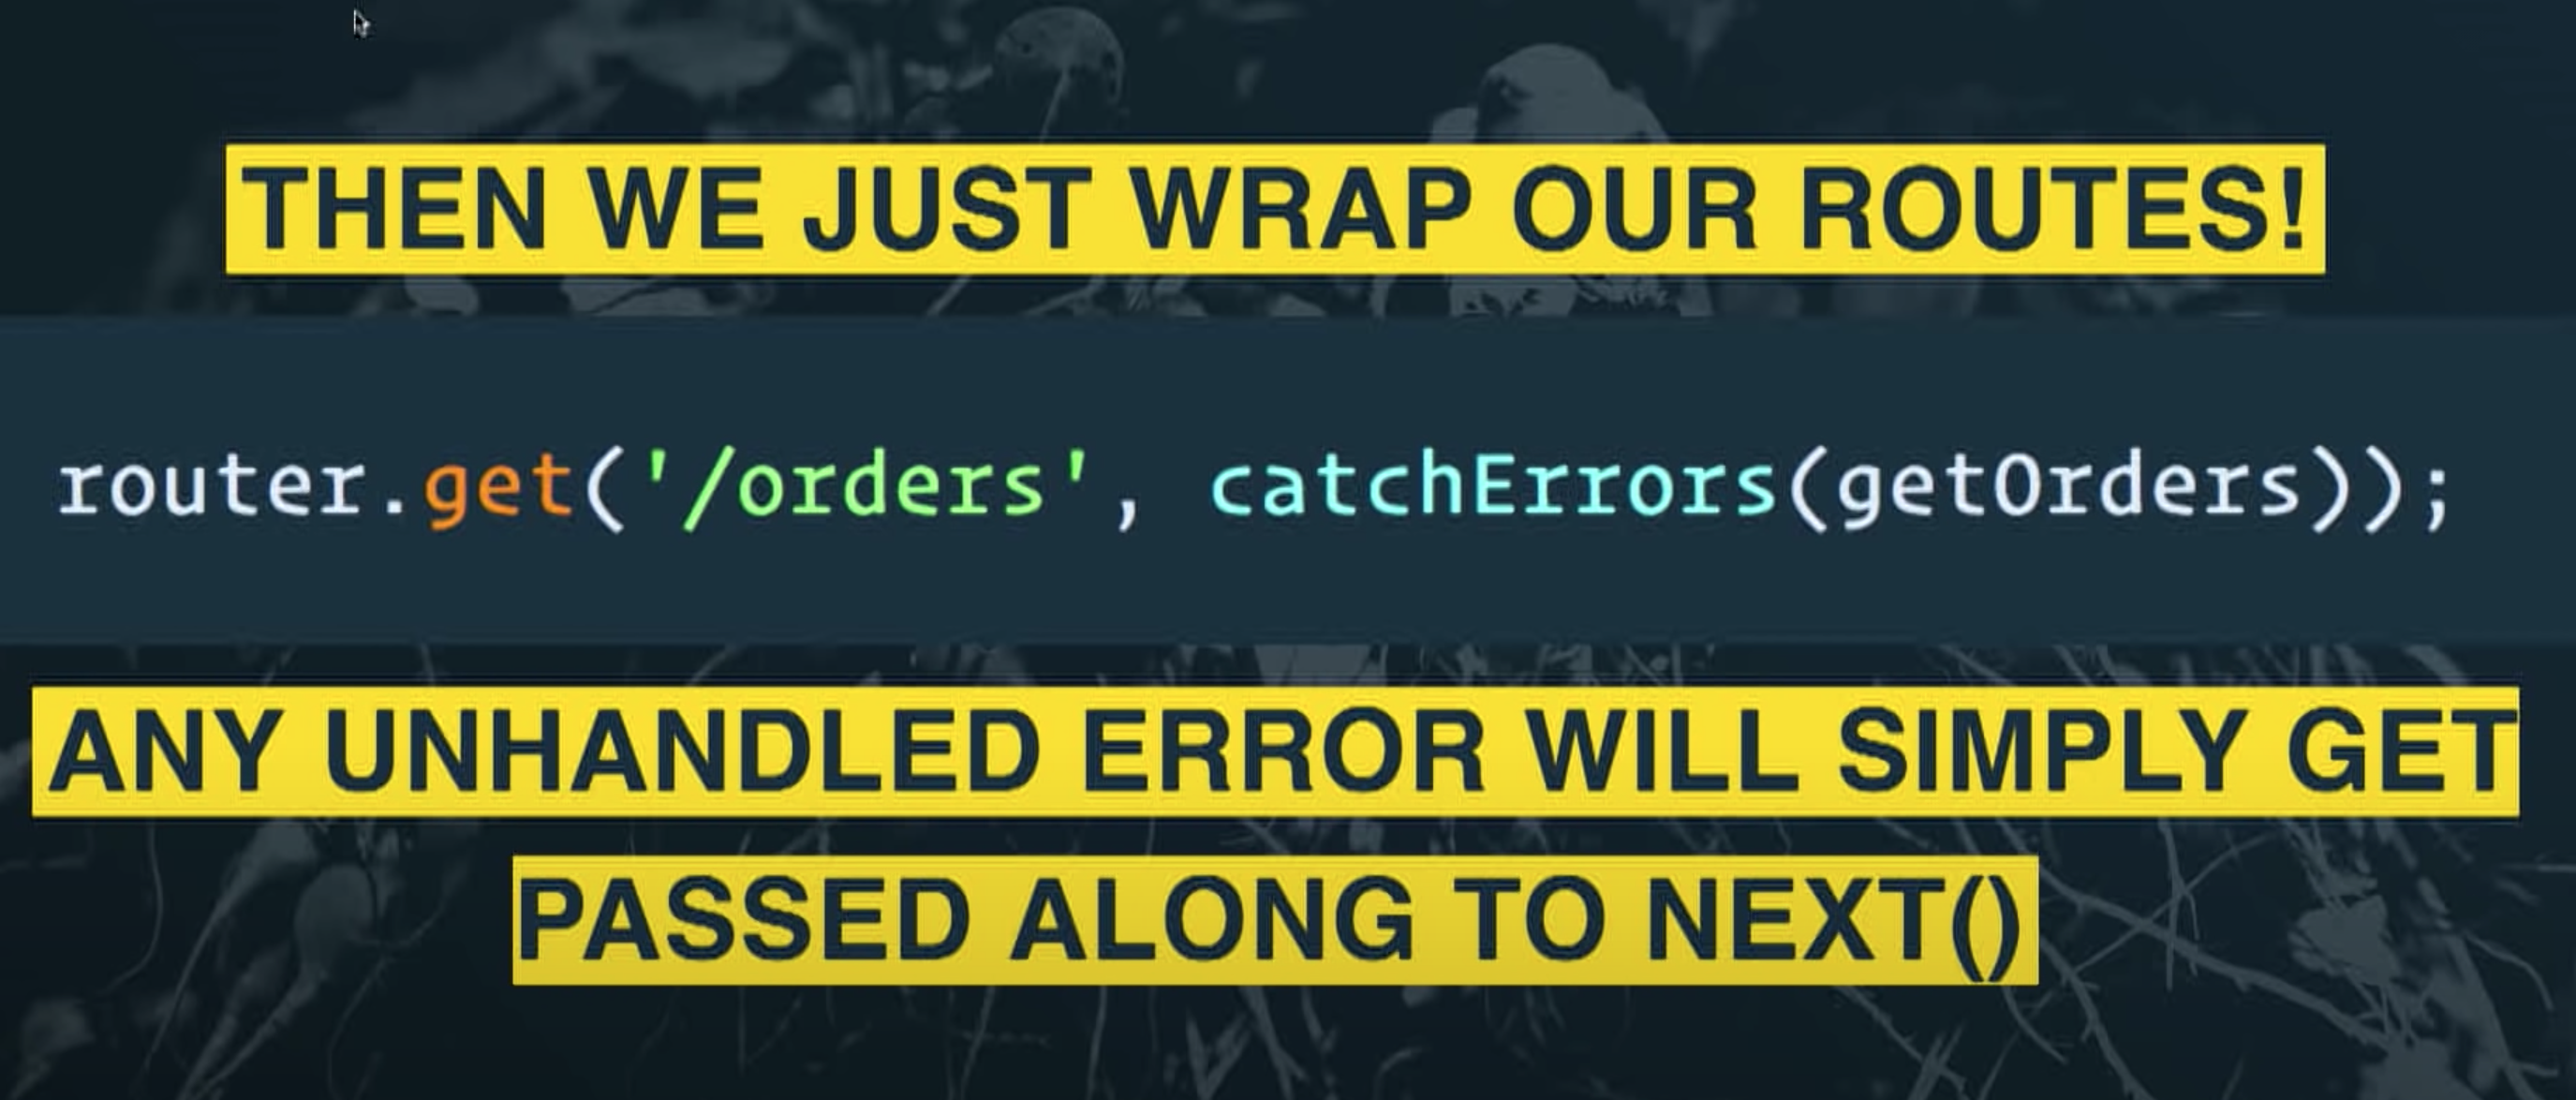 THEN WE JUST WRAP OUR ROUTES!
router.get('/orders', catchErrors(getOrders));
ANY UNHANDLED ERROR WILL SIMPLY GET
PASSED ALONG TO NEXT()